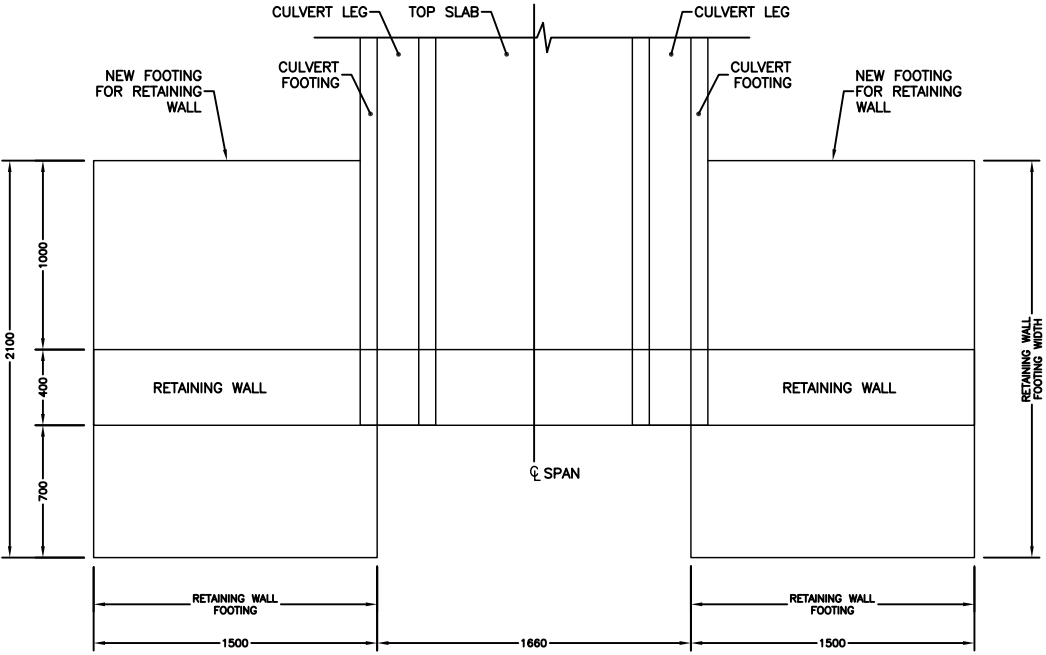 CULVERT LEG
TOP SLAB
CULVERT LEG
NEW FOOTING
FOR RETAINING
WALL
CULVERT
FOOTING
CULVERT
FOOTING
NEW FOOTING
FOR RETAINING
WALL
1000
2100
400
700
RETAINING WALL
RETAINING WALL
RETAINING WALL
FOOTING WIDTH
℄ SPAN
RETAINING WALL
FOOTING
RETAINING WALL
FOOTING
1500
1660
1500